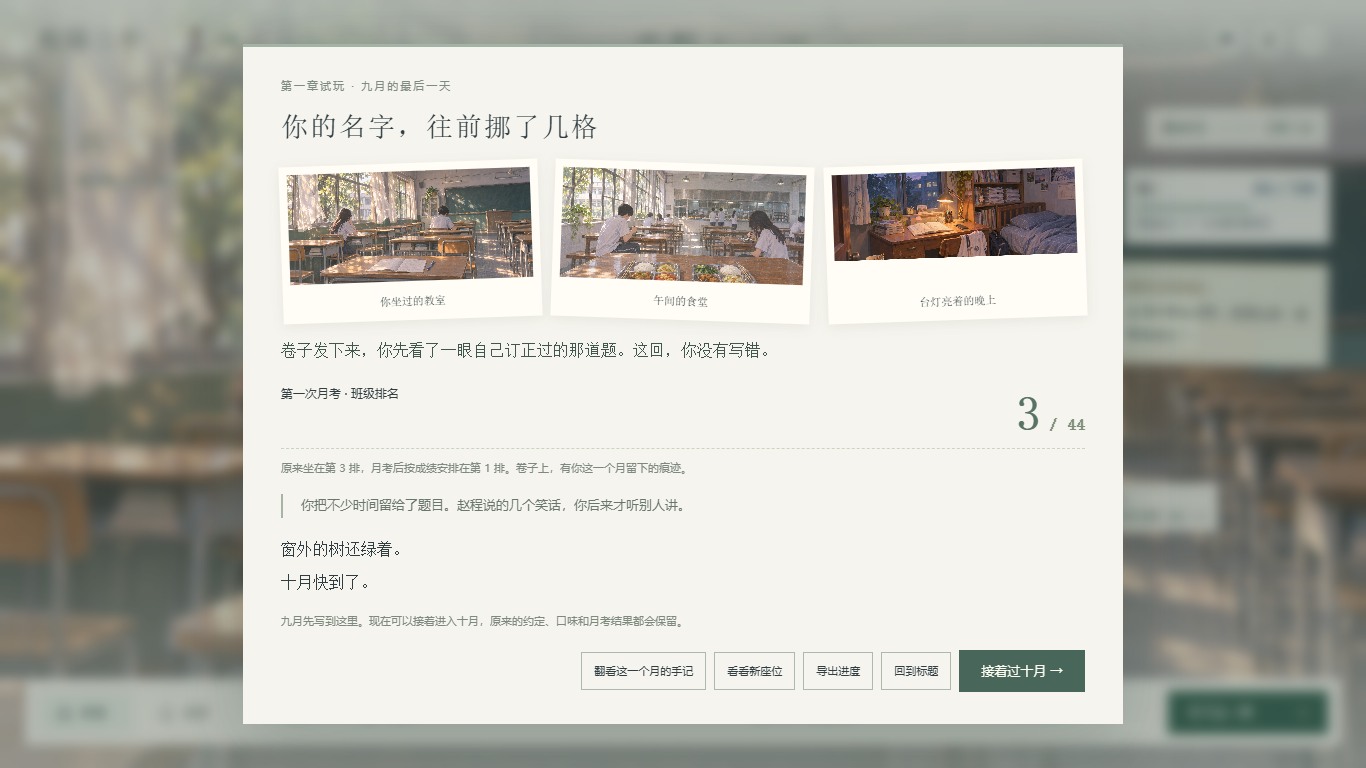 第一章试玩 · 九月的最后一天
你的名字，往前挪了几格
你坐过的教室
午间的食堂
台灯亮着的晚上
卷子发下来，你先看了一眼自己订正过的那道题。这回，你没有写错。
第一次月考 · 班级排名
3 / 44
原来坐在第 3 排，月考后按成绩安排在第 1 排。卷子上，有你这一个月留下的痕迹。
你把不少时间留给了题目。赵程说的几个笑话，你后来才听别人讲。
窗外的树还绿着。
十月快到了。
九月先写到这里。现在可以接着进入十月，原来的约定、口味和月考结果都会保留。
翻看这一个月的手记
看看新座位
导出进度
回到标题
接着过十月 →